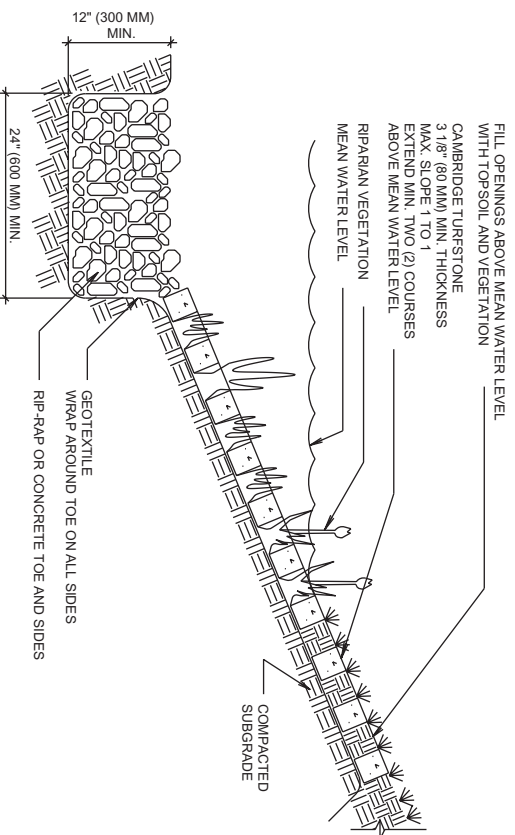 FILL OPENINGS ABOVE MEAN WATER LEVEL
WITH TOPSOIL AND VEGETATION
CAMBRIDGE TURFSTONE
3 1/8" (80 MM) MIN. THICKNESS
MAX. SLOPE 1 TO 1
EXTEND MIN. TWO (2) COURSES
ABOVE MEAN WATER LEVEL
RIPARIAN VEGETATION
MEAN WATER LEVEL
12" (300 MM)
MIN.
24" (600 MM) MIN.
COMPACTED
SUBGRADE
GEOTEXTILE
WRAP AROUND TOE ON ALL SIDES
RIP-RAP OR CONCRETE TOE AND SIDES